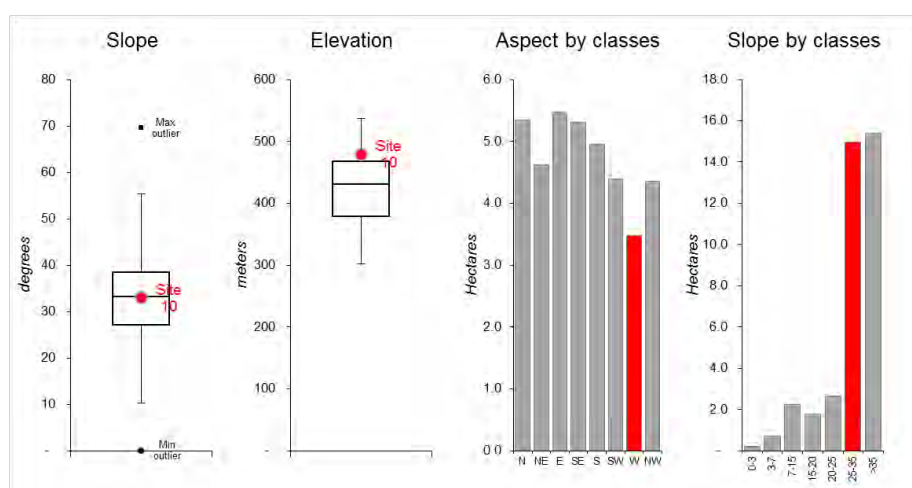 Slope
80
70
60
50
40
30
20
10
-
degrees
Max
outlier
Site
10
Min
outlier
Elevation
600
500
400
300
200
100
-
meters
Site
10
Aspect by classes
6.0
5.0
4.0
3.0
2.0
1.0
0.0
Hectares
N NE E SE S SW W NW
Slope by classes
18.0
16.0
14.0
12.0
10.0
8.0
6.0
4.0
2.0
-
Hectares
0-3
3-7
7-15
15-20
20-25
25-35
>35